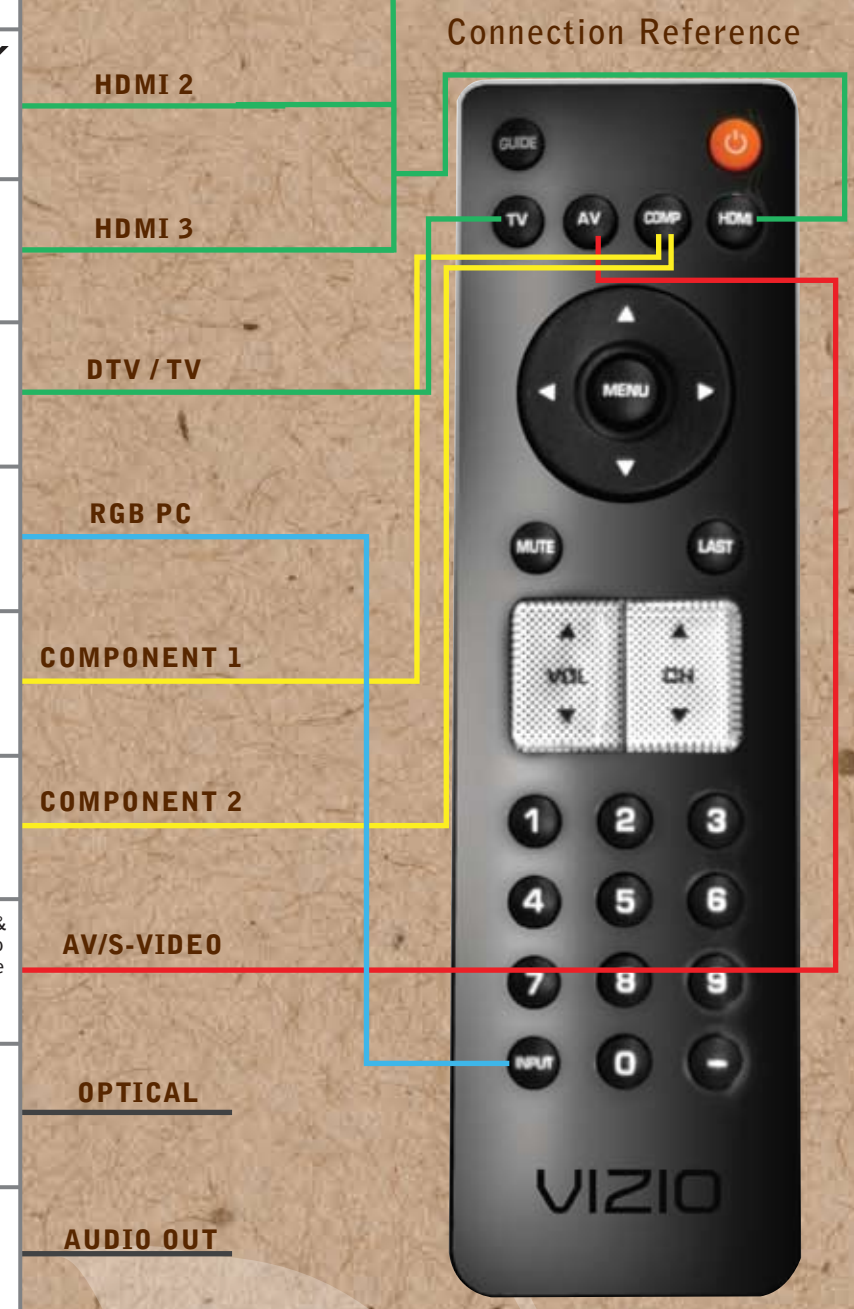 Connection Reference
HDMI 2
GUIDE
TV AV COMP HDMI
HDMI 3
DTV / TV
MENU
RGB PC
MUTE LAST
COMPONENT 1
VOL CH
COMPONENT 2
1 2 3
4 5 6
&
AV/S-VIDEO
7 8 9
INPUT 0 –
OPTICAL
VIZIO
AUDIO OUT